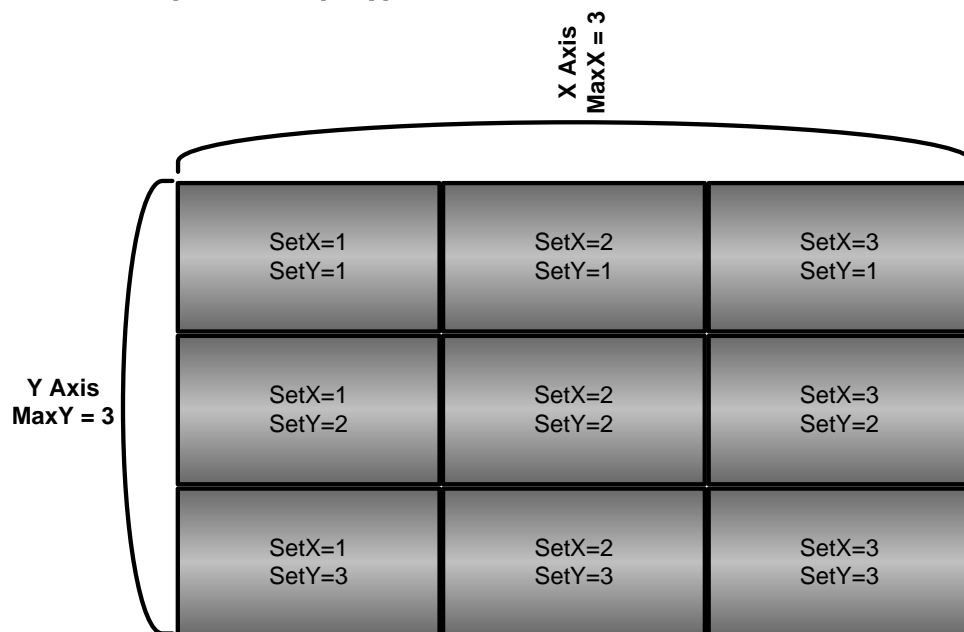 X Axis
MaxX = 3
SetX=1
SetY=1
SetX=2
SetY=1
SetX=3
SetY=1
Y Axis
MaxY = 3
SetX=1
SetY=2
SetX=2
SetY=2
SetX=3
SetY=2
SetX=1
SetY=3
SetX=2
SetY=3
SetX=3
SetY=3